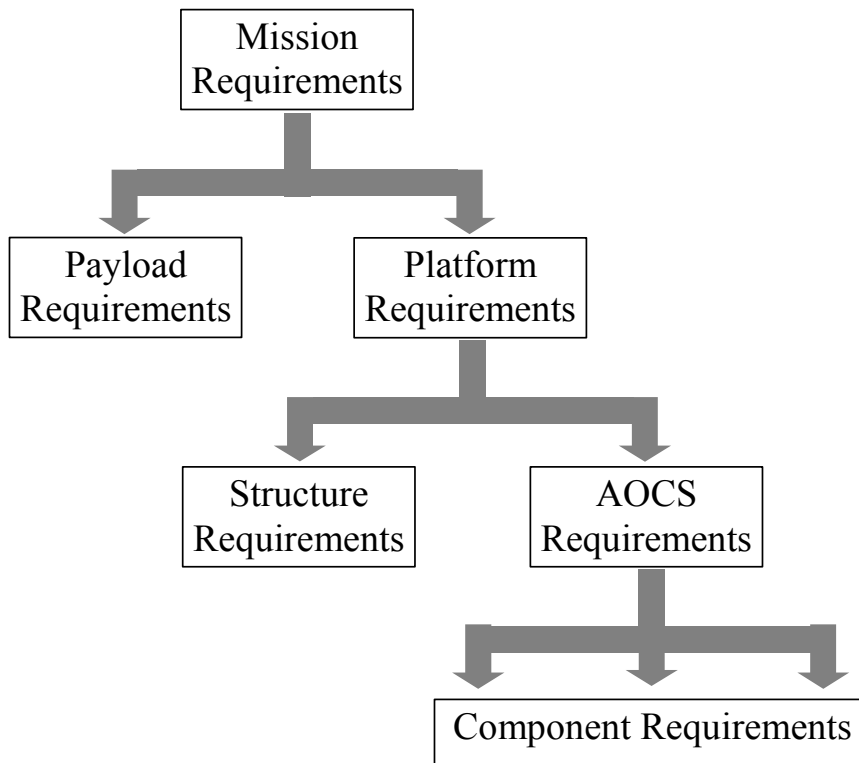 Mission
Requirements
Payload
Requirements
Platform
Requirements
Structure
Requirements
AOCS
Requirements
Component Requirements